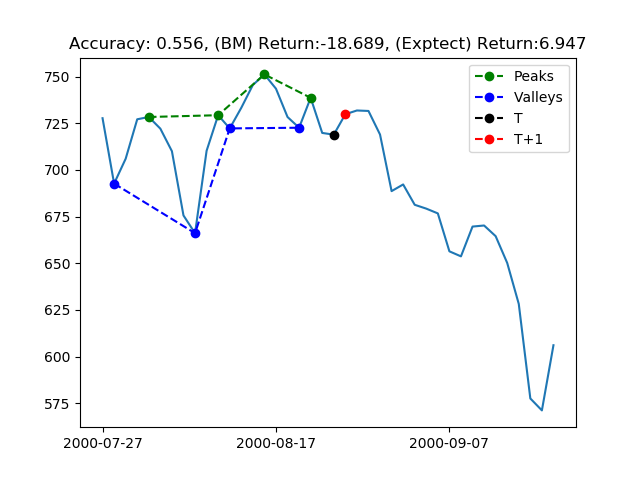 Accuracy: 0.556, (BM) Return:-18.689, (Exptect) Return:6.947
750
725
700
675
650
625
600
575
Peaks
Valleys
T
T+1
2000-07-27
2000-08-17
2000-09-07